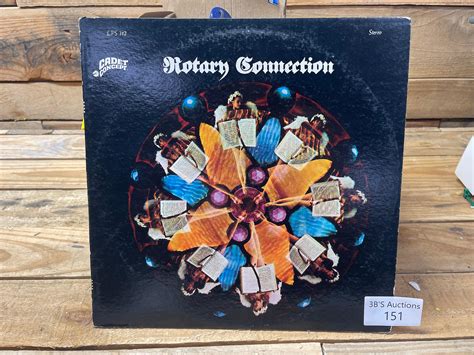 LPS 312
Stereo
CADET
CONCEPT
Rotary Connection
3B'S Auctions
151